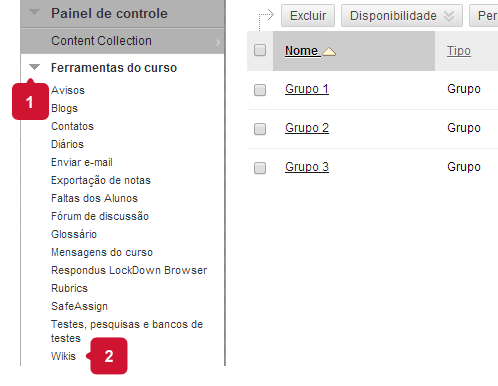 Painel de controle
Content Collection
Ferramentas do curso
1
Avisos
Blogs
Contatos
Diários
Enviar e-mail
Exportação de notas
Faltas dos Alunos
Fórum de discussão
Glossário
Mensagens do curso
Respondus LockDown Browser
Rubrics
SafeAssign
Testes, pesquisas e bancos de
testes
Wikis
2
Excluir Disponibilidade Per
Nome Tipo
Grupo 1 Grupo
Grupo 2 Grupo
Grupo 3 Grupo